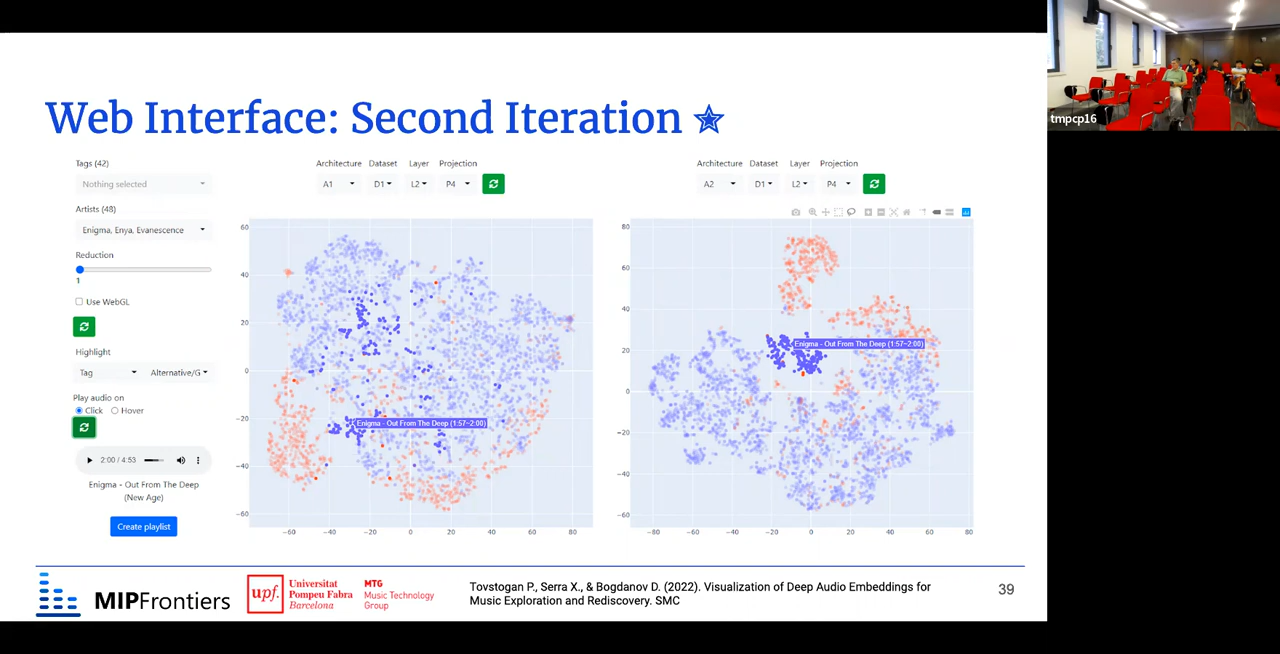 Web Interface: Second Iteration
Tags (42)
Nothing selected
Artists (48)
Enigma, Enya, Evanescence
Reduction
1
Use WebGL
Highlight
Tag
Alternative/G
Play audio on
Click
Hover
2:00 / 4:53
Enigma - Out From The Deep
(New Age)
Create playlist
Architecture Dataset Layer Projection
A1 D1 L2 P4
60
40
20
0
−20
−40
−60
−60 −40 −20 0 20 40 60 80
Enigma - Out From The Deep (1:57−2:00)
Architecture Dataset Layer Projection
A2 D1 L2 P4
80
60
40
20
0
−20
−40
−60
−80 −60 −40 −20 0 20 40 60 80
Enigma - Out From The Deep (1:57−2:00)
MIPFrontiers
upf.
Universitat
Pompeu Fabra
Barcelona
MTG
Music Technology
Group
Tovstogan P., Serra X., & Bogdanov D. (2022). Visualization of Deep Audio Embeddings for
Music Exploration and Rediscovery. SMC
39
tmpcp16